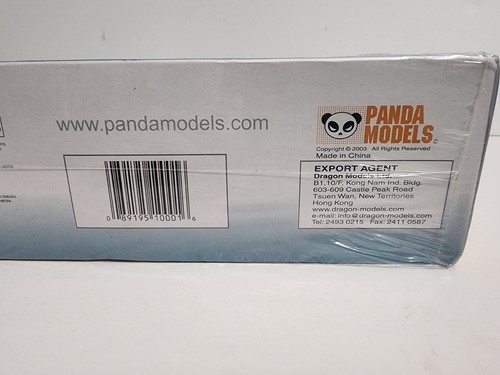 www.pandamodels.com
PANDA
MODELS
Copyright © 2003 All Rights Reserved
Made in China
EXPORT AGENT
Dragon Models Ltd.
B1,10/F, Kong Nam Ind. Bldg.
603-609 Castle Peak Road
Tsuen Wan, New Territories
Hong Kong
www.dragon-models.com
e-mail: info@dragon-models.com
Tel: 2493 0215 Fax: 2411 0587
0 89195 10001 6